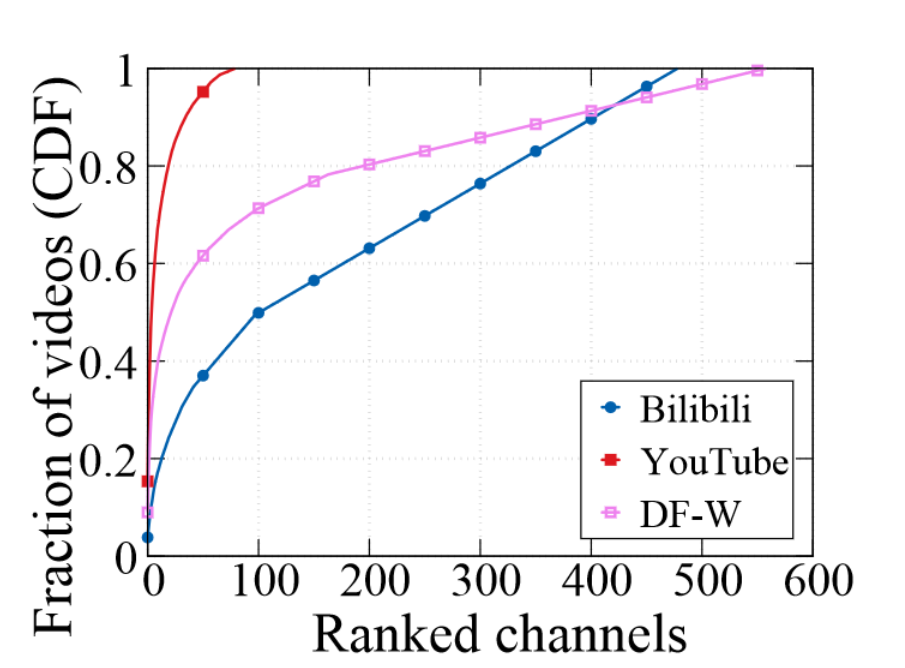 Fraction of videos (CDF)
1
0.8
0.6
0.4
0.2
0
0 100 200 300 400 500 600
Ranked channels
Bilibili
YouTube
DF-W